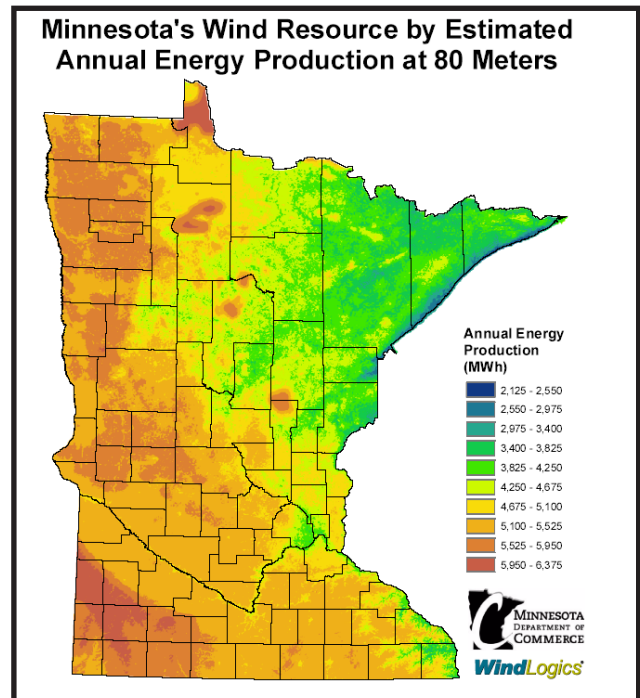 Minnesota's Wind Resource by Estimated
Annual Energy Production at 80 Meters
Annual Energy
Production
(MWh)
2,125 - 2,550
2,550 - 2,975
2,975 - 3,400
3,400 - 3,825
3,825 - 4,250
4,250 - 4,675
4,675 - 5,100
5,100 - 5,525
5,525 - 5,950
5,950 - 6,375
MINNESOTA
DEPARTMENT OF
COMMERCE
WindLogics